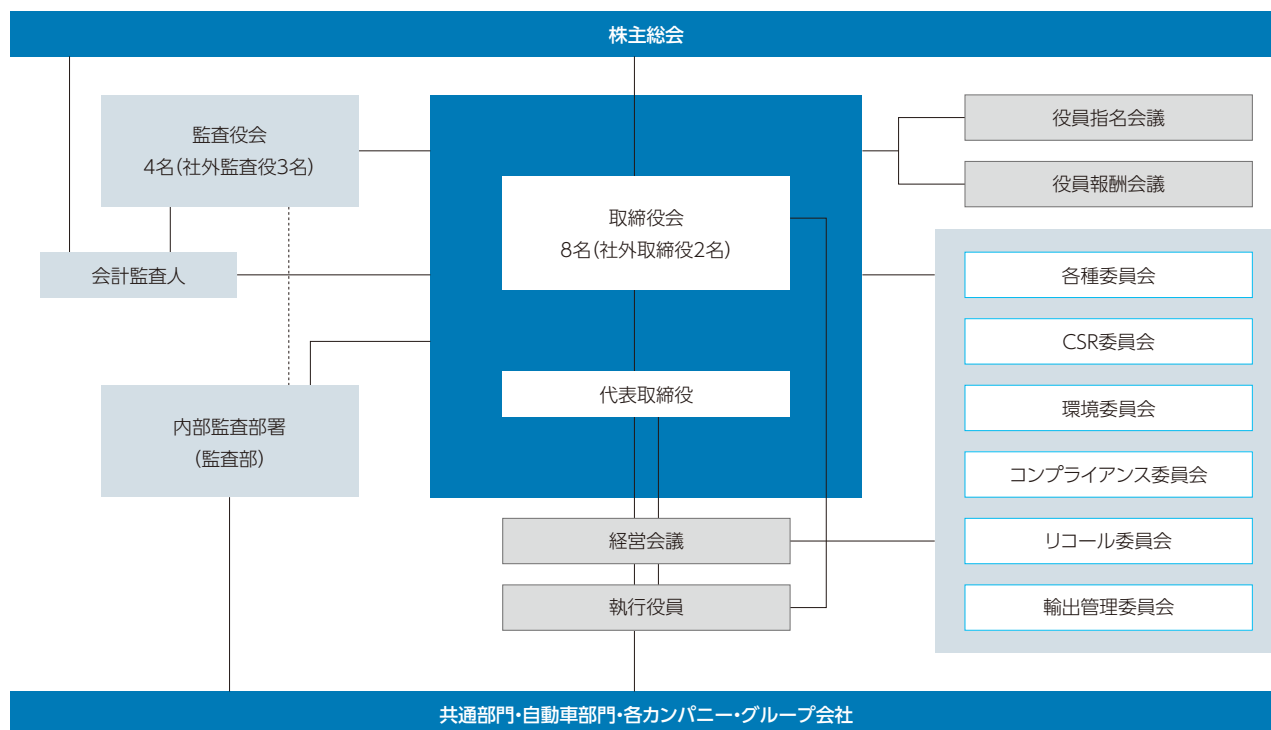 株主総会
監査役会
4名(社外監査役3名)
会計監査人
内部監査部署
(監査部)
取締役会
8名(社外取締役2名)
代表取締役
経営会議
執行役員
役員指名会議
役員報酬会議
各種委員会
CSR委員会
環境委員会
コンプライアンス委員会
リコール委員会
輸出管理委員会
共通部門・自動車部門・各カンパニー・グループ会社